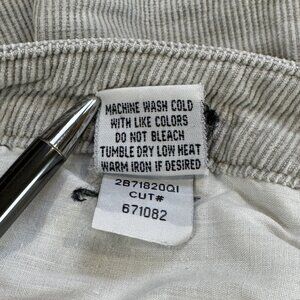 MACHINE WASH COLD
WITH LIKE COLORS
DO NOT BLEACH
TUMBLE DRY LOW HEAT
WARM IRON IF DESIRED
2B71820QI
CUT#
671082